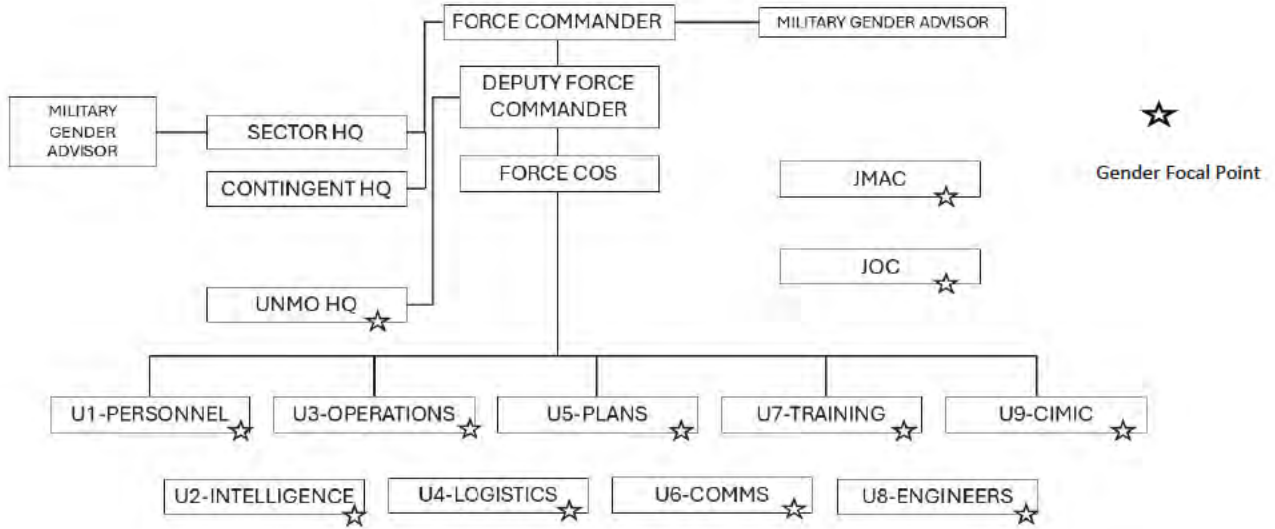 FORCE COMMANDER
MILITARY GENDER ADVISOR
DEPUTY FORCE
COMMANDER
MILITARY
GENDER
ADVISOR
SECTOR HQ
FORCE COS
CONTINGENT HQ
JMAC
Gender Focal Point
JOC
UNMO HQ
U1-PERSONNEL
U3-OPERATIONS
U5-PLANS
U7-TRAINING
U9-CIMIC
U2-INTELLIGENCE
U4-LOGISTICS
U6-COMMS
U8-ENGINEERS